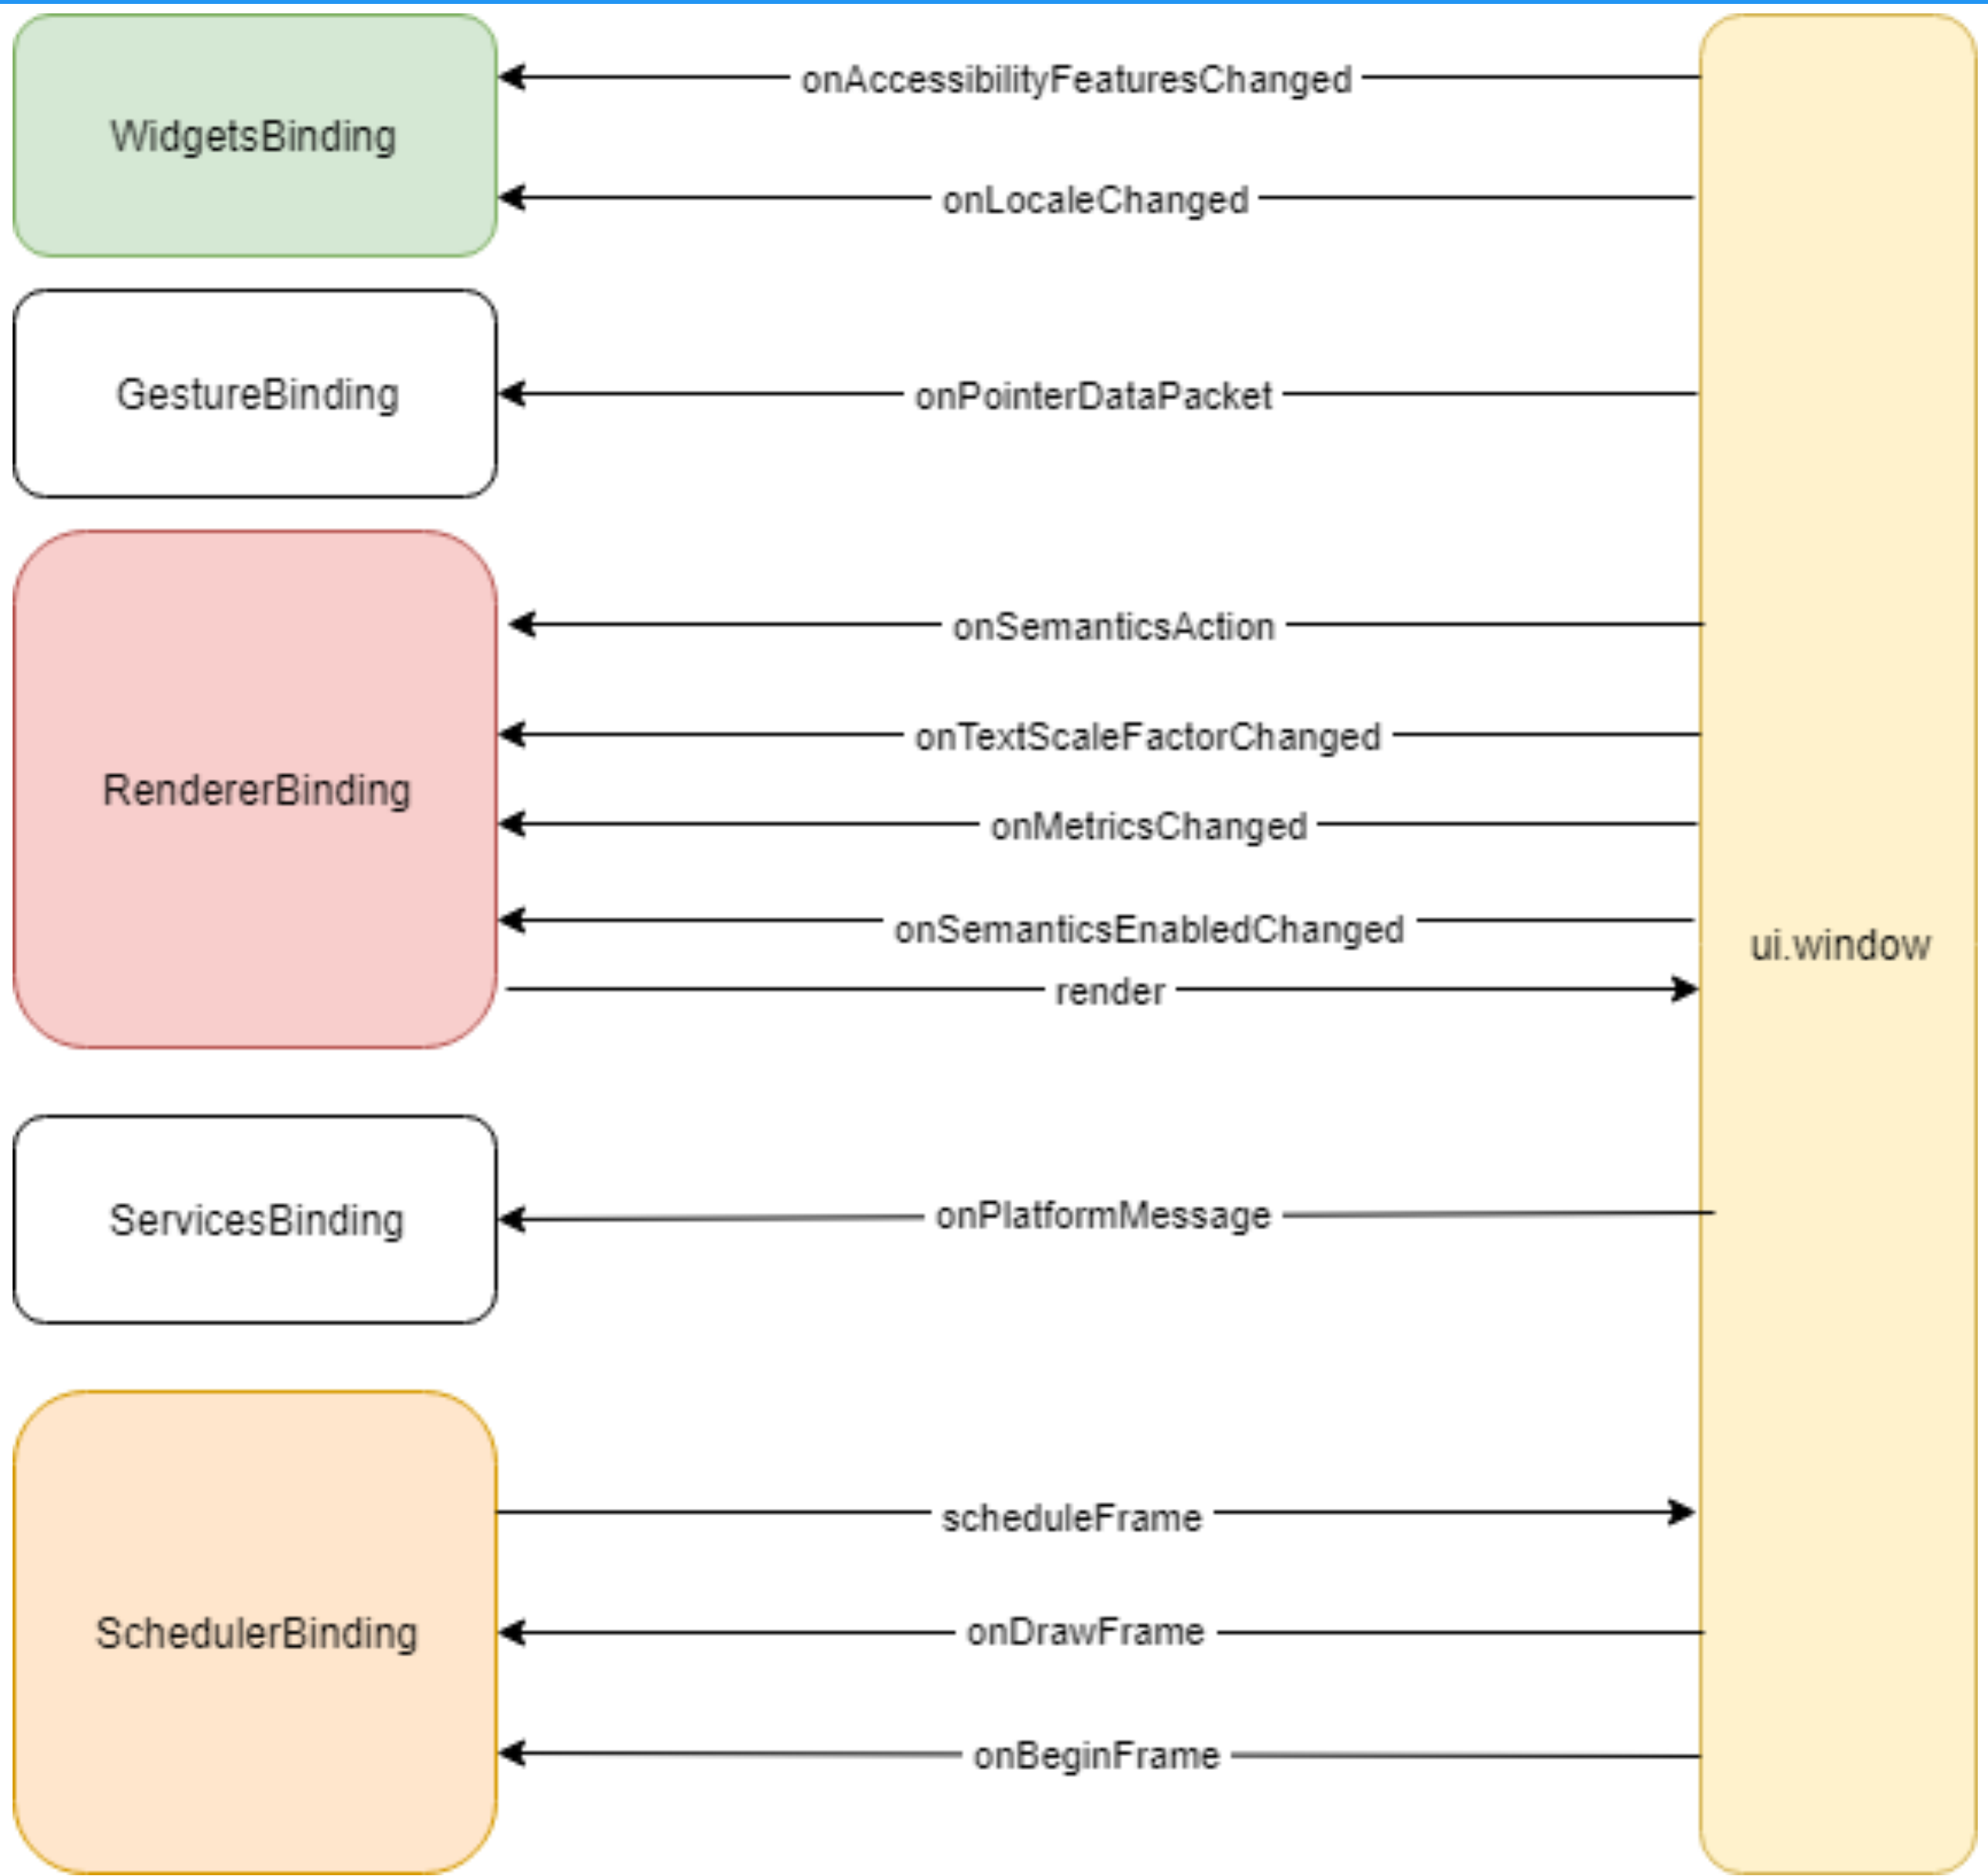 onAccessibilityFeaturesChanged
WidgetsBinding
onLocaleChanged
GestureBinding
onPointerDataPacket
onSemanticsAction
onTextScaleFactorChanged
RendererBinding
onMetricsChanged
onSemanticsEnabledChanged
ui.window
render
ServicesBinding
onPlatformMessage
scheduleFrame
SchedulerBinding
onDrawFrame
onBeginFrame